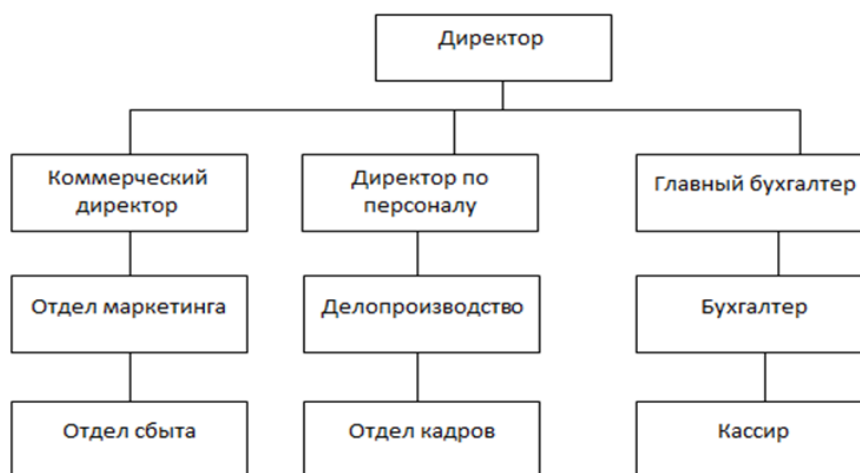 Директор
Коммерческий
директор
Директор по
персоналу
Главный бухгалтер
Отдел маркетинга
Делопроизводство
Бухгалтер
Отдел сбыта
Отдел кадров
Кассир